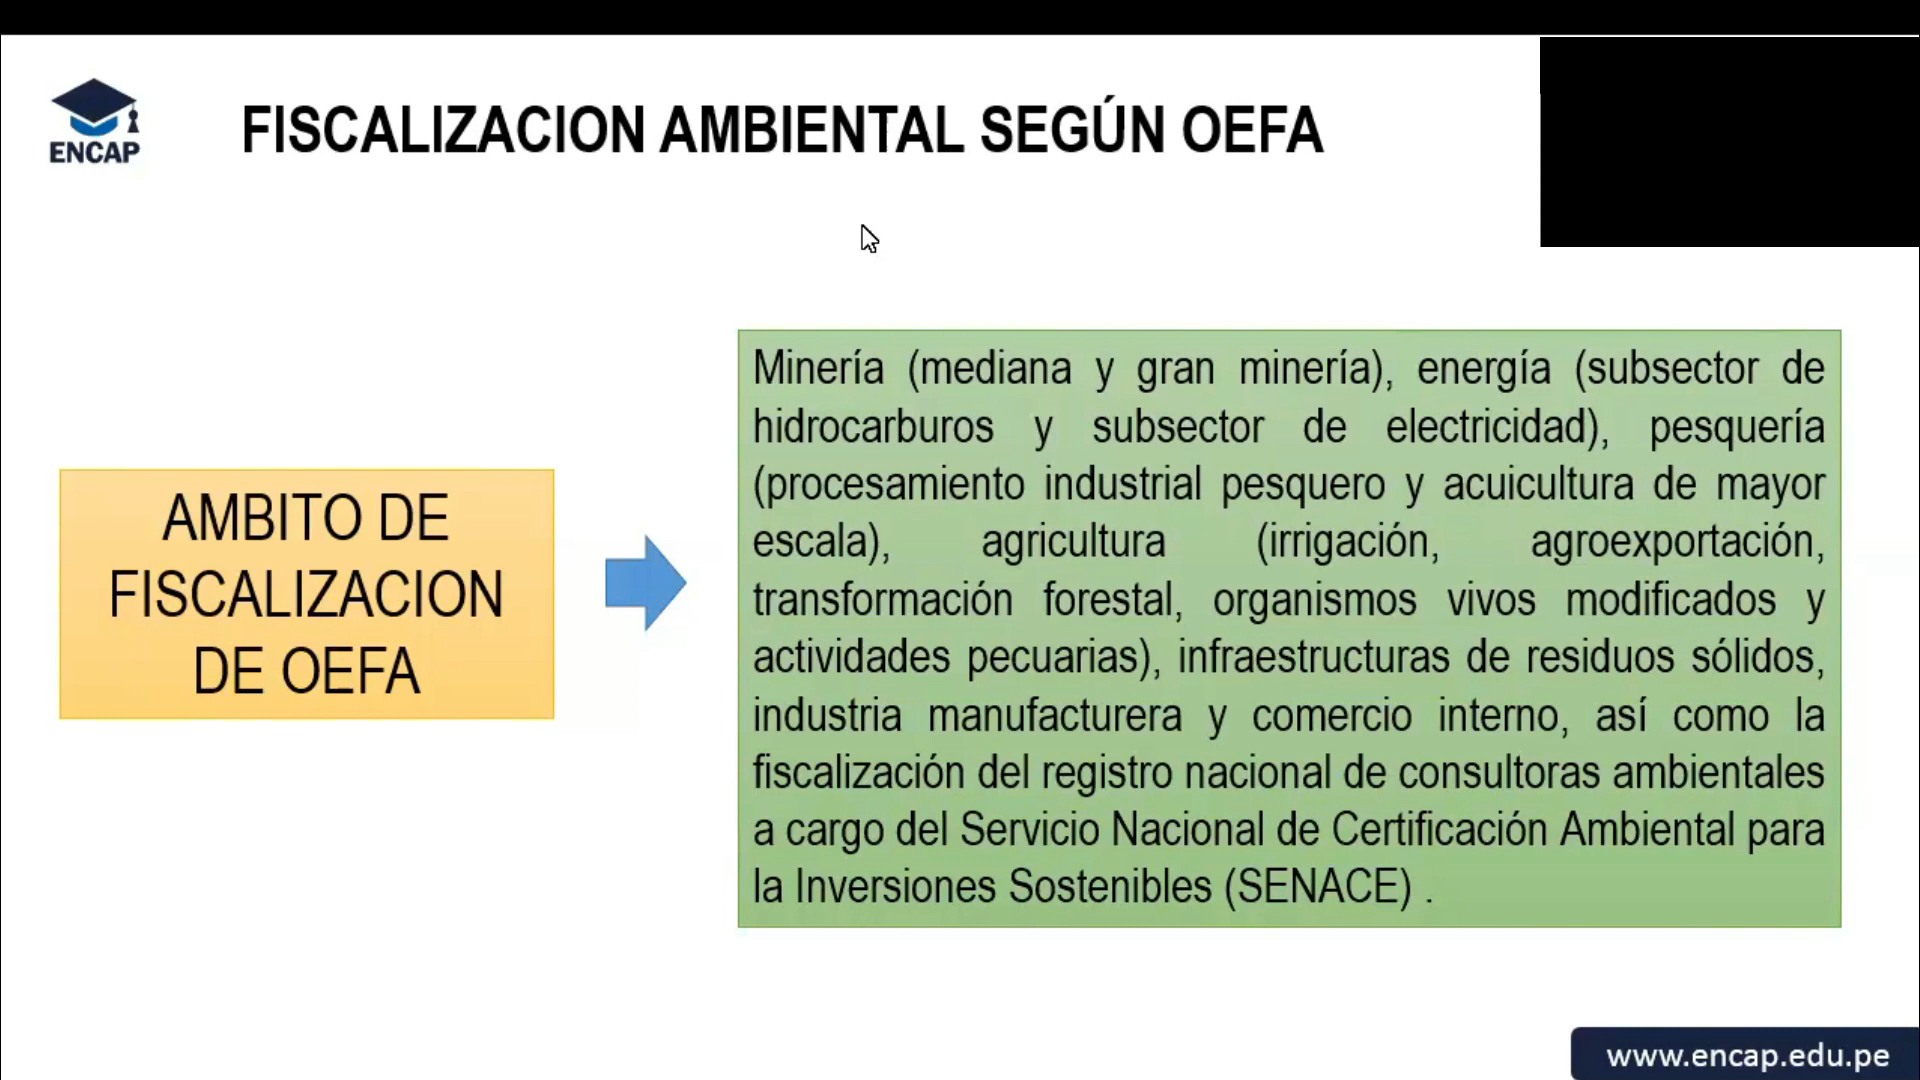 ENCAP
FISCALIZACION AMBIENTAL SEGÚN OEFA
AMBITO DE
FISCALIZACION
DE OEFA
Minería (mediana y gran minería), energía (subsector de
hidrocarburos y subsector de electricidad), pesquería
(procesamiento industrial pesquero y acuicultura de mayor
escala), agricultura (irrigación, agroexportación,
transformación forestal, organismos vivos modificados y
actividades pecuarias), infraestructuras de residuos sólidos,
industria manufacturera y comercio interno, así como la
fiscalización del registro nacional de consultoras ambientales
a cargo del Servicio Nacional de Certificación Ambiental para
la Inversiones Sostenibles (SENACE) .
www.encap.edu.pe